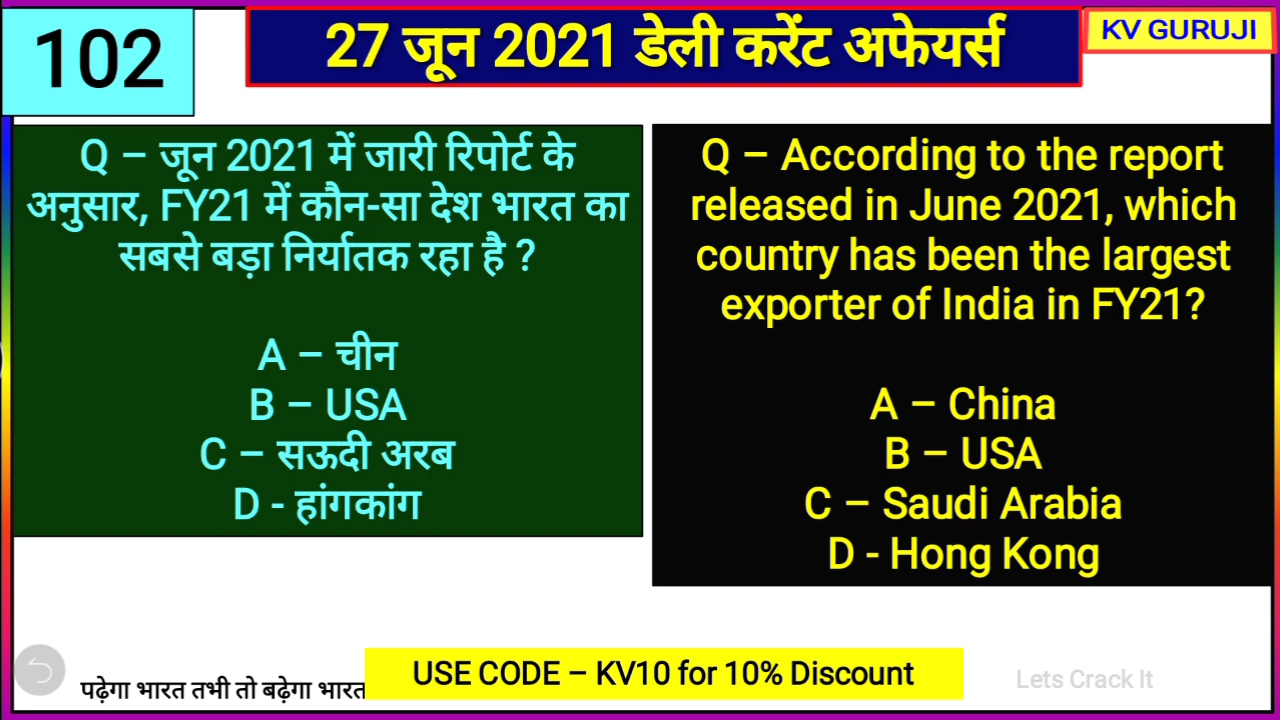 102
27 जून 2021 डेली करेंट अफेयर्स
KV GURUJI
Q – जून 2021 में जारी रिपोर्ट के
अनुसार, FY21 में कौन-सा देश भारत का
सबसे बड़ा निर्यातक रहा है ?
A – चीन
B – USA
C – सऊदी अरब
D - हांगकांग
Q – According to the report
released in June 2021, which
country has been the largest
exporter of India in FY21?
A – China
B – USA
C – Saudi Arabia
D - Hong Kong
पढ़ेगा भारत तभी तो बढ़ेगा भारत
USE CODE – KV10 for 10% Discount
Lets Crack It